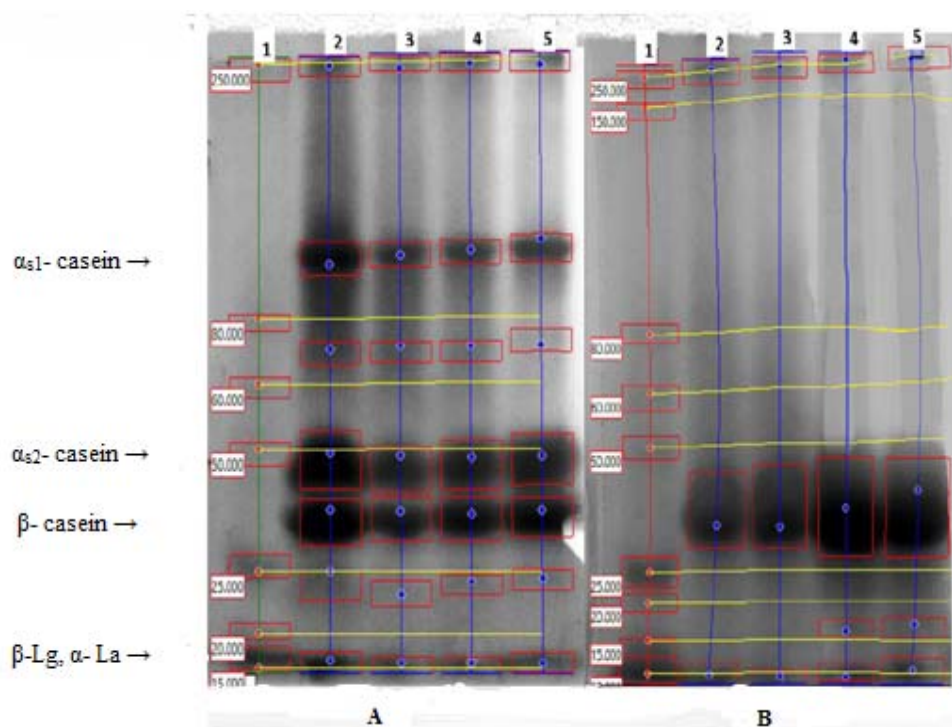 1 2 3 4 5
1 2 3 4 5
250.000
250.000
150.000
αs1- casein →
80.000
80.000
60.000
60.000
αs2- casein →
50.000
50.000
β- casein →
25.000
25.000
20.000
20.000
β-Lg, α- La →
15.000
15.000
A
B